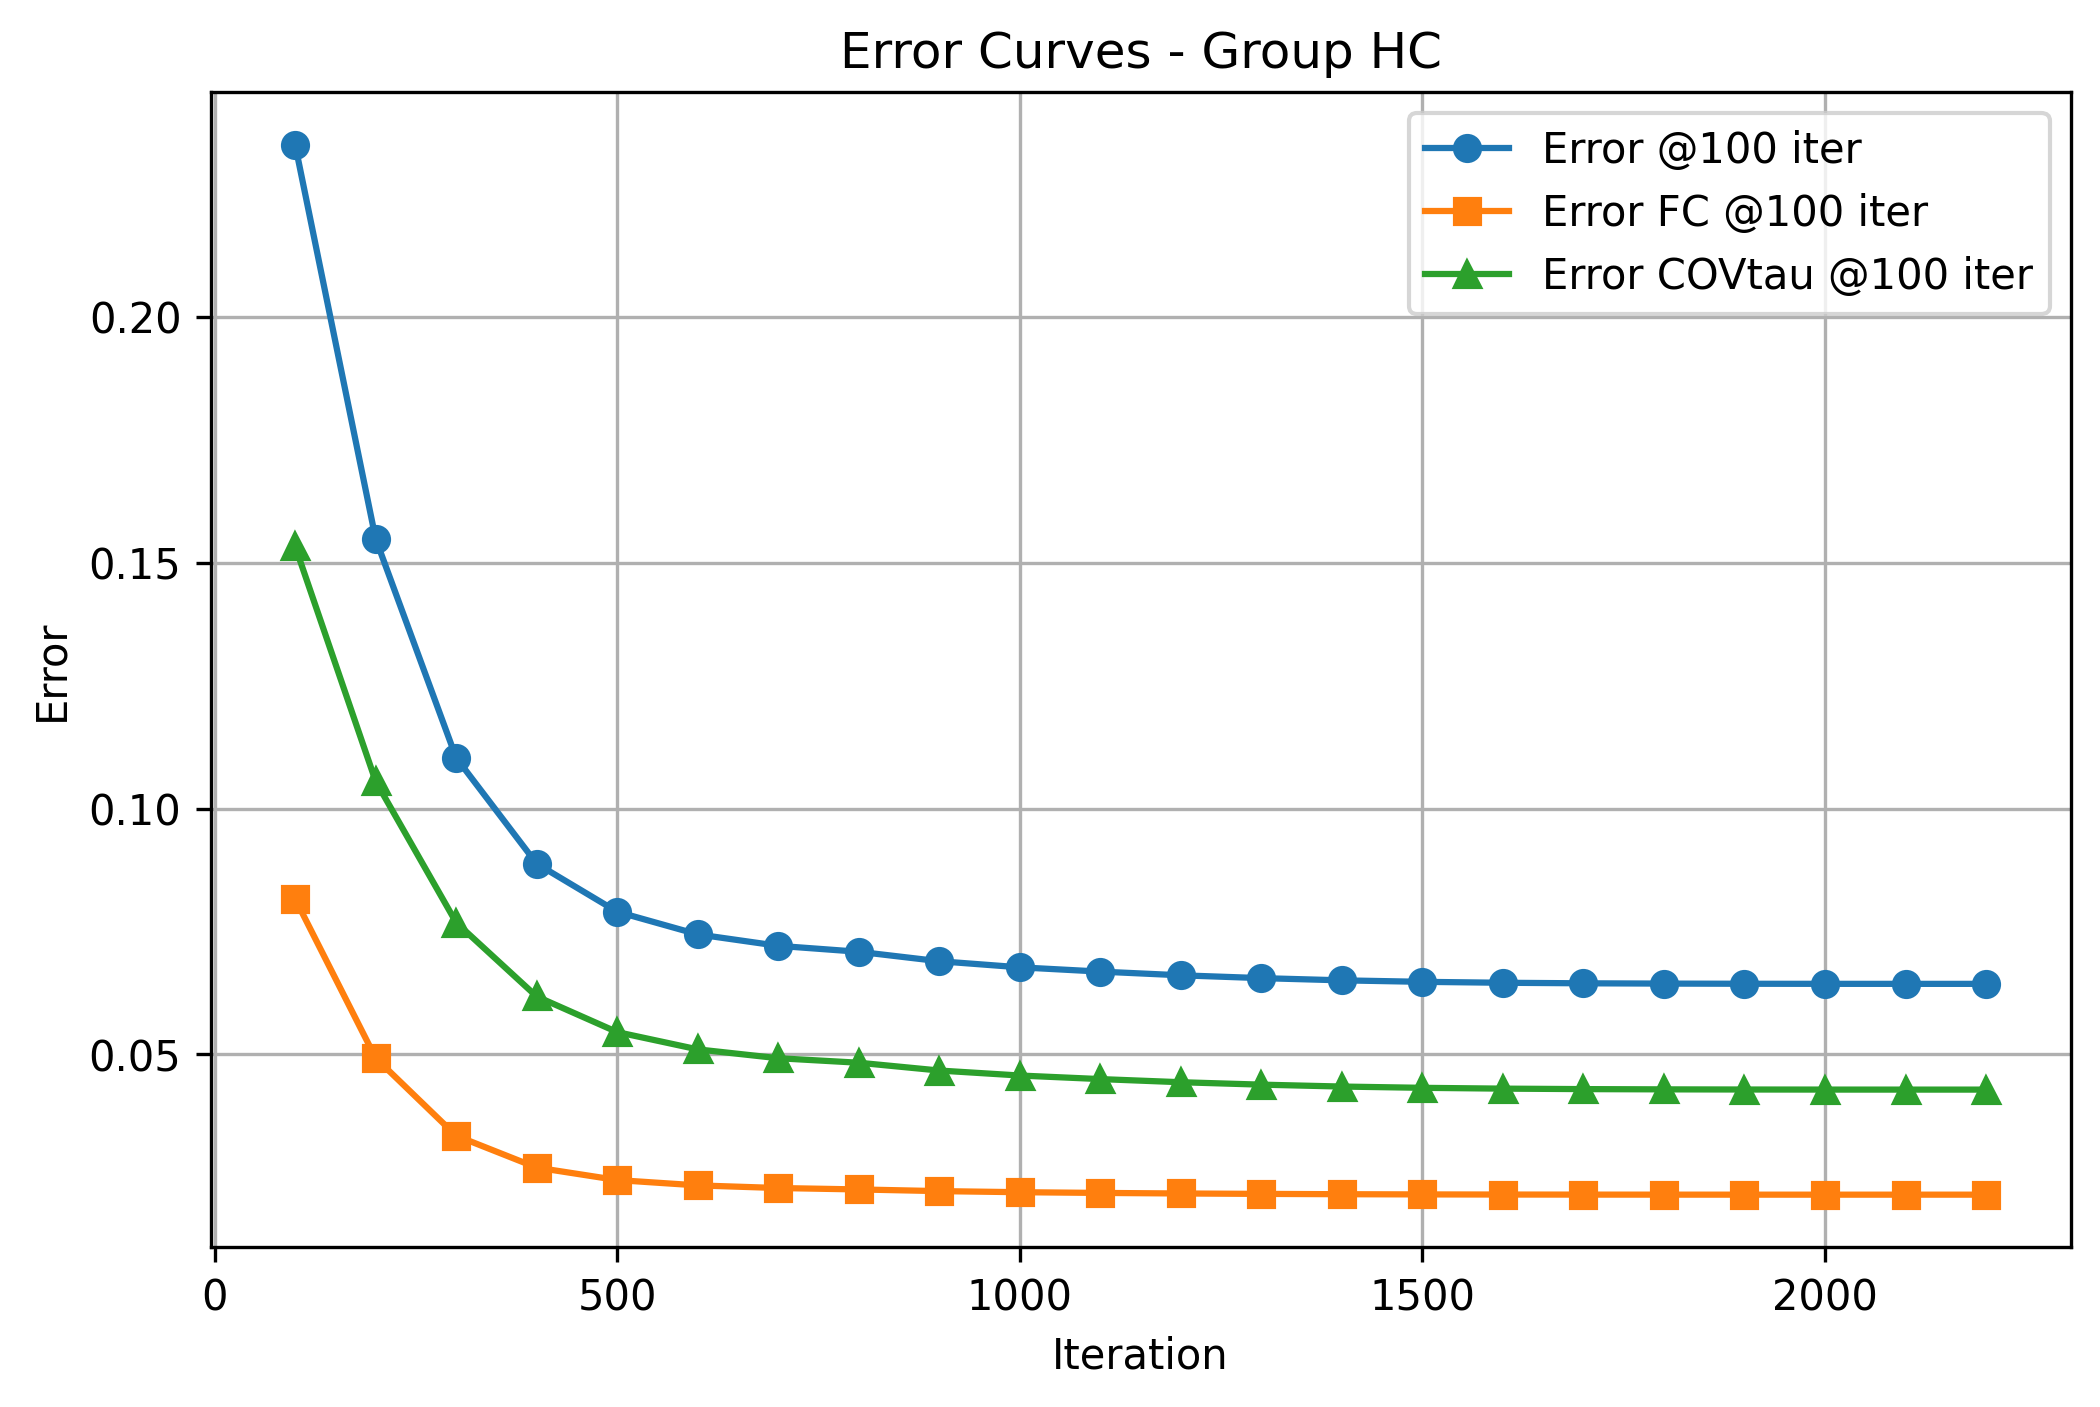 Error Curves - Group HC
Error @100 iter
Error FC @100 iter
Error COVtau @100 iter
0.20
0.15
0.10
0.05
Error
0 500 1000 1500 2000
Iteration